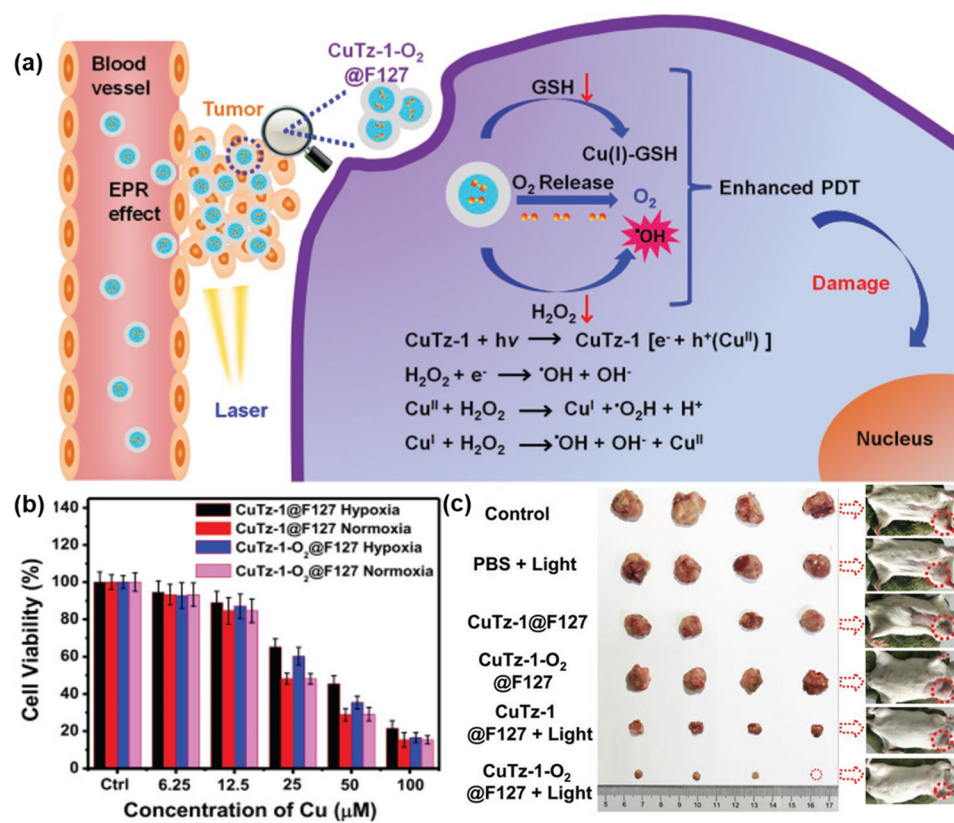 (a)
Blood
vessel
EPR
effect
Tumor
Laser
CuTz-1-O₂
@F127
GSH ↓
Cu(I)-GSH
O₂ Release
O₂
•OH
H₂O₂ ↓
Enhanced PDT
Damage
Nucleus
CuTz-1 + hν → CuTz-1 [e⁻ + h⁺(Cuᴵᴵ) ]
H₂O₂ + e⁻ → •OH + OH⁻
Cuᴵᴵ + H₂O₂ → Cuᴵ +•O₂H + H⁺
Cuᴵ + H₂O₂ → •OH + OH⁻ + Cuᴵᴵ
(b)
CuTz-1@F127 Hypoxia
CuTz-1@F127 Normoxia
CuTz-1-O₂@F127 Hypoxia
CuTz-1-O₂@F127 Normoxia
Cell Viability (%)
140
120
100
80
60
40
20
0
Ctrl 6.25 12.5 25 50 100
Concentration of Cu (μM)
(c)
Control
PBS + Light
CuTz-1@F127
CuTz-1-O₂
@F127
CuTz-1
@F127 + Light
CuTz-1-O₂
@F127 + Light
5 6 7 8 9 10 11 12 13 14 15 16 17